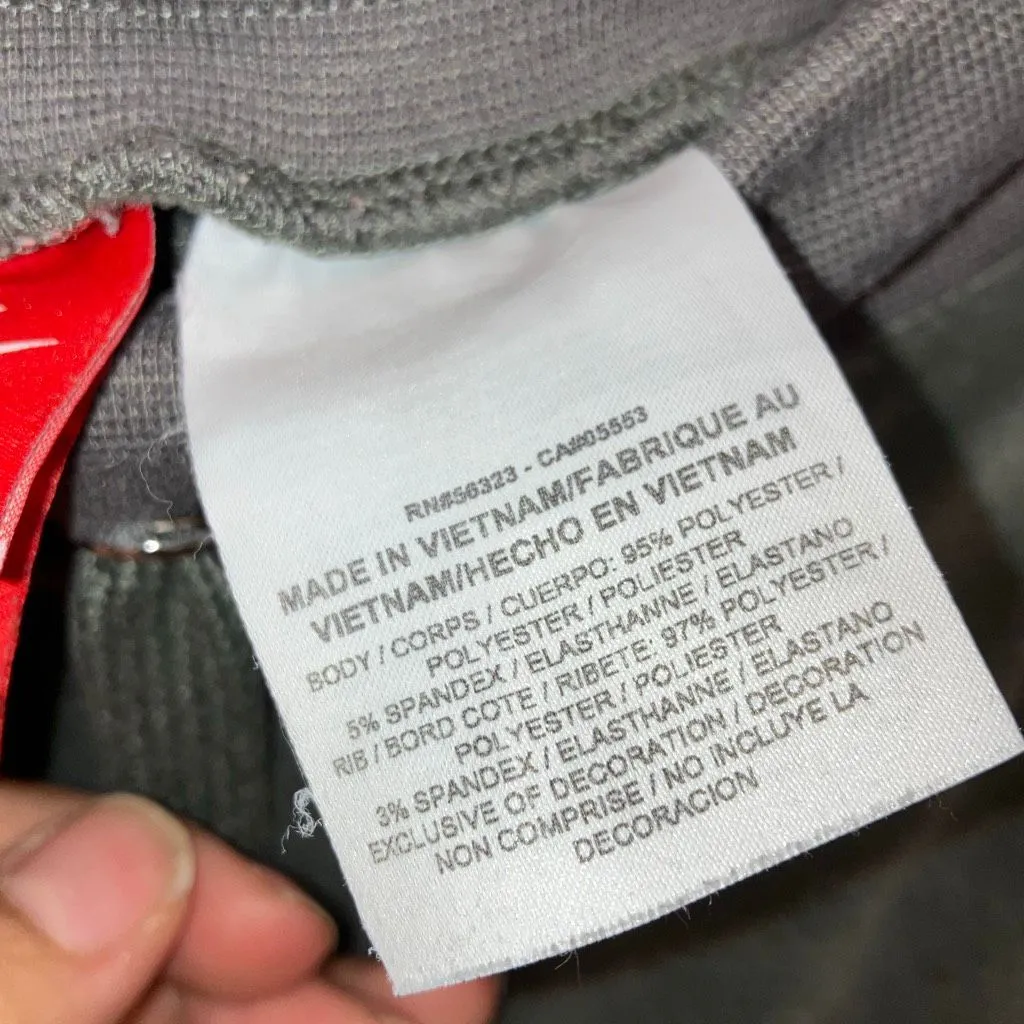 RN#56323 - CA#05553
MADE IN VIETNAM/FABRIQUE AU
VIETNAM/HECHO EN VIETNAM
BODY / CORPS / CUERPO: 95% POLYESTER /
POLYESTER / POLIESTER
5% SPANDEX / ELASTHANNE / ELASTANO
RIB / BORD COTE / RIBETE: 97% POLYESTER /
POLYESTER / POLIESTER
3% SPANDEX / ELASTHANNE / ELASTANO
EXCLUSIVE OF DECORATION / DECORATION
NON COMPRISE / NO INCLUYE LA
DECORACION